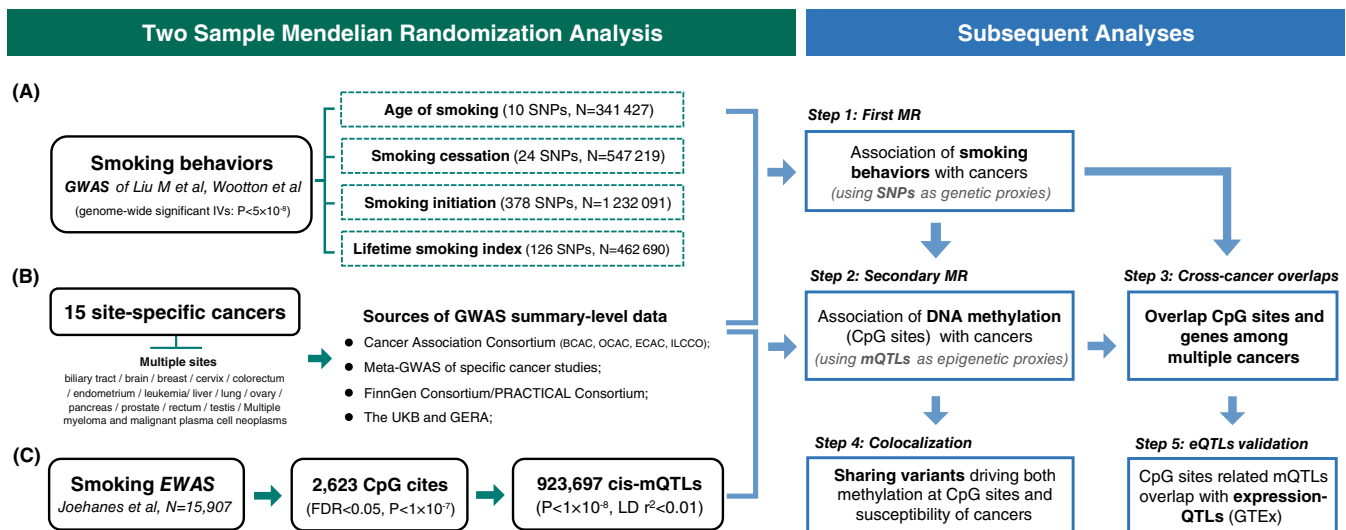 Two Sample Mendelian Randomization Analysis
Subsequent Analyses
(A)
Smoking behaviors
GWAS of Liu M et al, Wootton et al
(genome-wide significant IVs: P<5×10⁻⁸)
Age of smoking (10 SNPs, N=341 427)
Smoking cessation (24 SNPs, N=547 219)
Smoking initiation (378 SNPs, N=1 232 091)
Lifetime smoking index (126 SNPs, N=462 690)
(B)
15 site-specific cancers
Multiple sites
biliary tract / brain / breast / cervix / colorectum
/ endometrium / leukemia/ liver / lung / ovary /
pancreas / prostate / rectum / testis / Multiple
myeloma and malignant plasma cell neoplasms
Sources of GWAS summary-level data
● Cancer Association Consortium (BCAC, OCAC, ECAC, ILCCO);
● Meta-GWAS of specific cancer studies;
● FinnGen Consortium/PRACTICAL Consortium;
● The UKB and GERA;
(C)
Smoking EWAS
Joehanes et al, N=15,907
2,623 CpG cites
(FDR<0.05, P<1×10⁻⁷)
923,697 cis-mQTLs
(P<1×10⁻⁸, LD r²<0.01)
Step 1: First MR
Association of smoking
behaviors with cancers
(using SNPs as genetic proxies)
Step 2: Secondary MR
Association of DNA methylation
(CpG sites) with cancers
(using mQTLs as epigenetic proxies)
Step 3: Cross-cancer overlaps
Overlap CpG sites and
genes among
multiple cancers
Step 4: Colocalization
Sharing variants driving both
methylation at CpG sites and
susceptibility of cancers
Step 5: eQTLs validation
CpG sites related mQTLs
overlap with expression-
QTLs (GTEx)